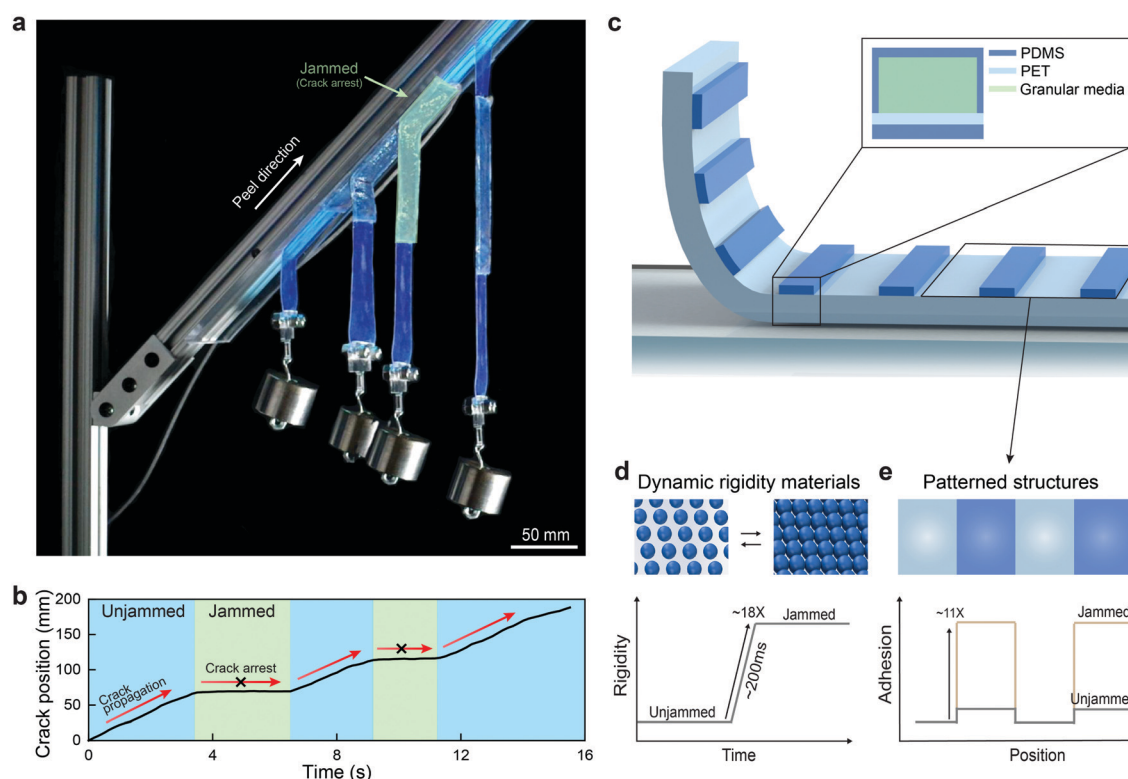 a
Jammed
(Crack arrest)
Peel direction
50 mm
b
Crack position (mm)
200
150
100
50
0
Unjammed
Jammed
Crack propagation
Crack arrest
0
4
8
12
16
Time (s)
c
PDMS
PET
Granular media
d
Dynamic rigidity materials
Rigidity
Unjammed
~18X
~200ms
Jammed
Time
e
Patterned structures
Adhesion
~11X
Jammed
Unjammed
Position